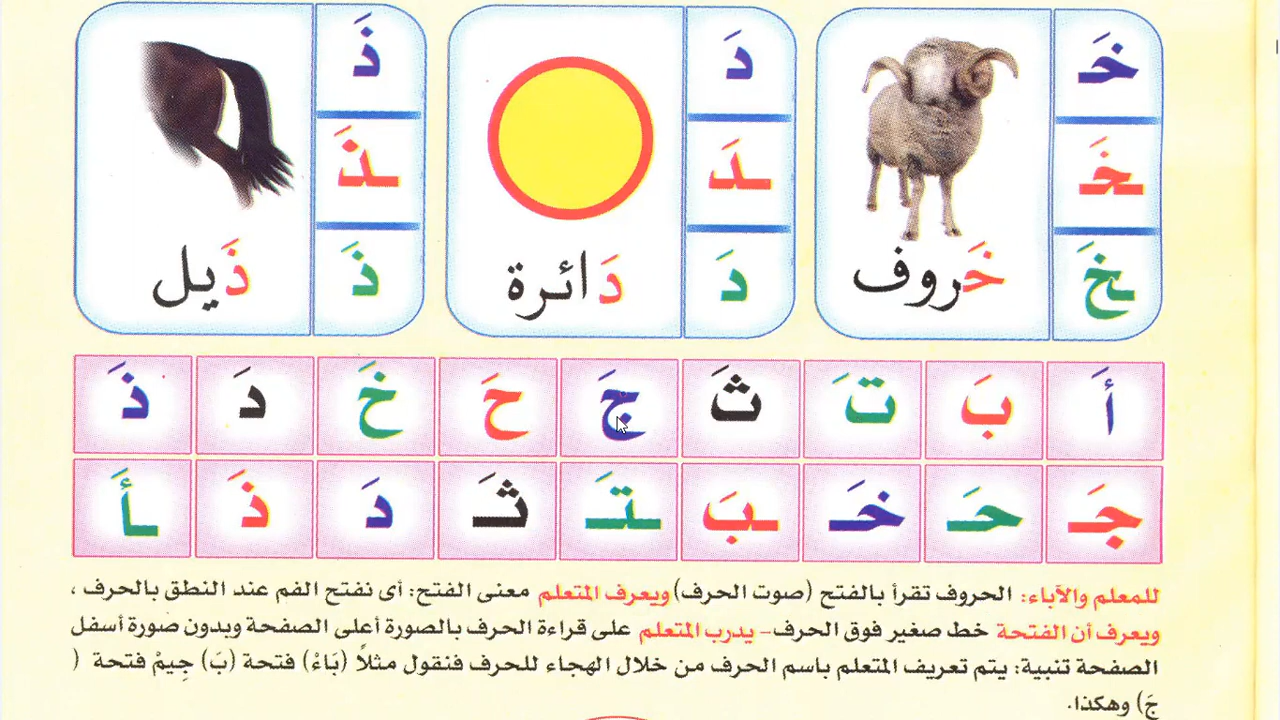 خَـ
ـخَـ
ـخَ
خَروف
دَ
ـدَ
دَ
دَائرة
ذَ
ـذَ
ذَ
ذَيل
أَ بَ تَ ثَ جَ حَ خَ دَ ذَ
جَـ حَـ خَـ ـبَ ـتَـ ثَـ دَ ذَ ـأَ
للمعلم والآباء: الحروف تقرأ بالفتح (صوت الحرف) ويعرف المتعلم معنى الفتح: أى نفتح الفم عند النطق بالحرف ،
ويعرف أن الفتحة خط صغير فوق الحرف - يدرب المتعلم على قراءة الحرف بالصورة أعلى الصفحة وبدون صورة أسفل
الصفحة تنبية: يتم تعريف المتعلم باسم الحرف من خلال الهجاء للحرف فنقول مثلاً (بَاءْ) فتحة (بَ) جِيمْ فتحة (
جَ) وهكذا.